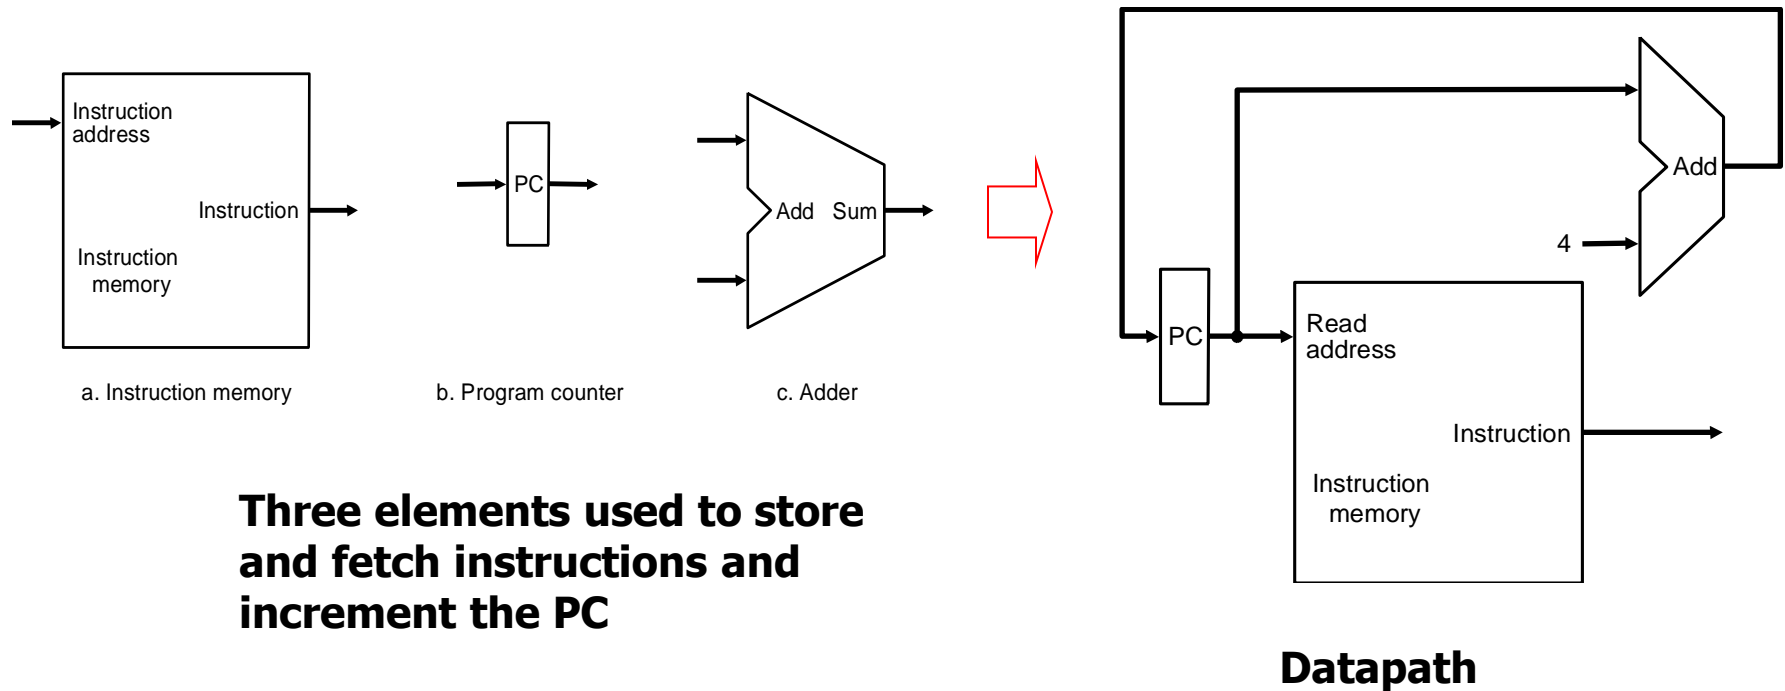 Instruction
address
Instruction
Instruction
memory
a. Instruction memory
PC
b. Program counter
Add Sum
c. Adder
Three elements used to store
and fetch instructions and
increment the PC
Add
4
PC
Read
address
Instruction
Instruction
memory
Datapath